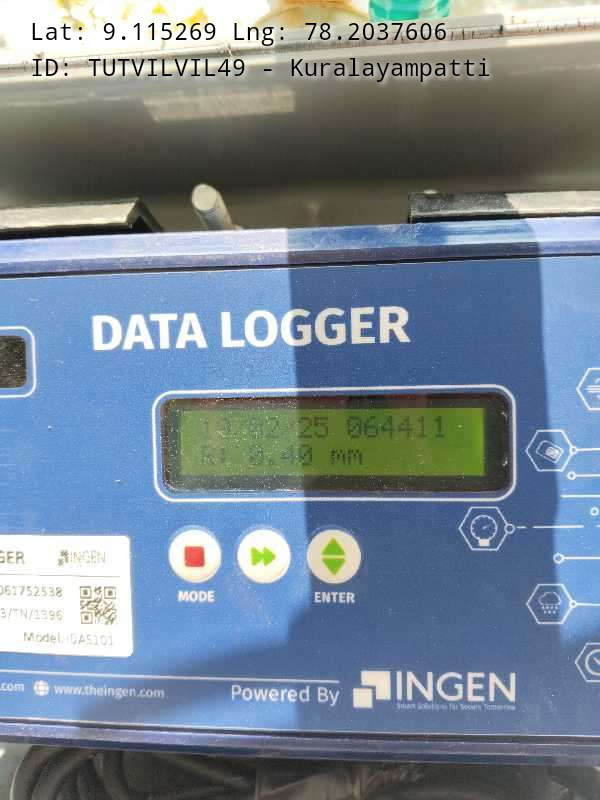 Lat: 9.115269 Lng: 78.2037606
ID: TUTVILVIL49 - Kuralayampatti
DATA LOGGER
19/02/25 064411
R: 0.40 mm
MODE
ENTER
GER
INGEN
061752538
3/TN/1396
Model: iDAS101
.com
www.theingen.com
Powered By
INGEN
Smart Solutions for Secure Tomorrow